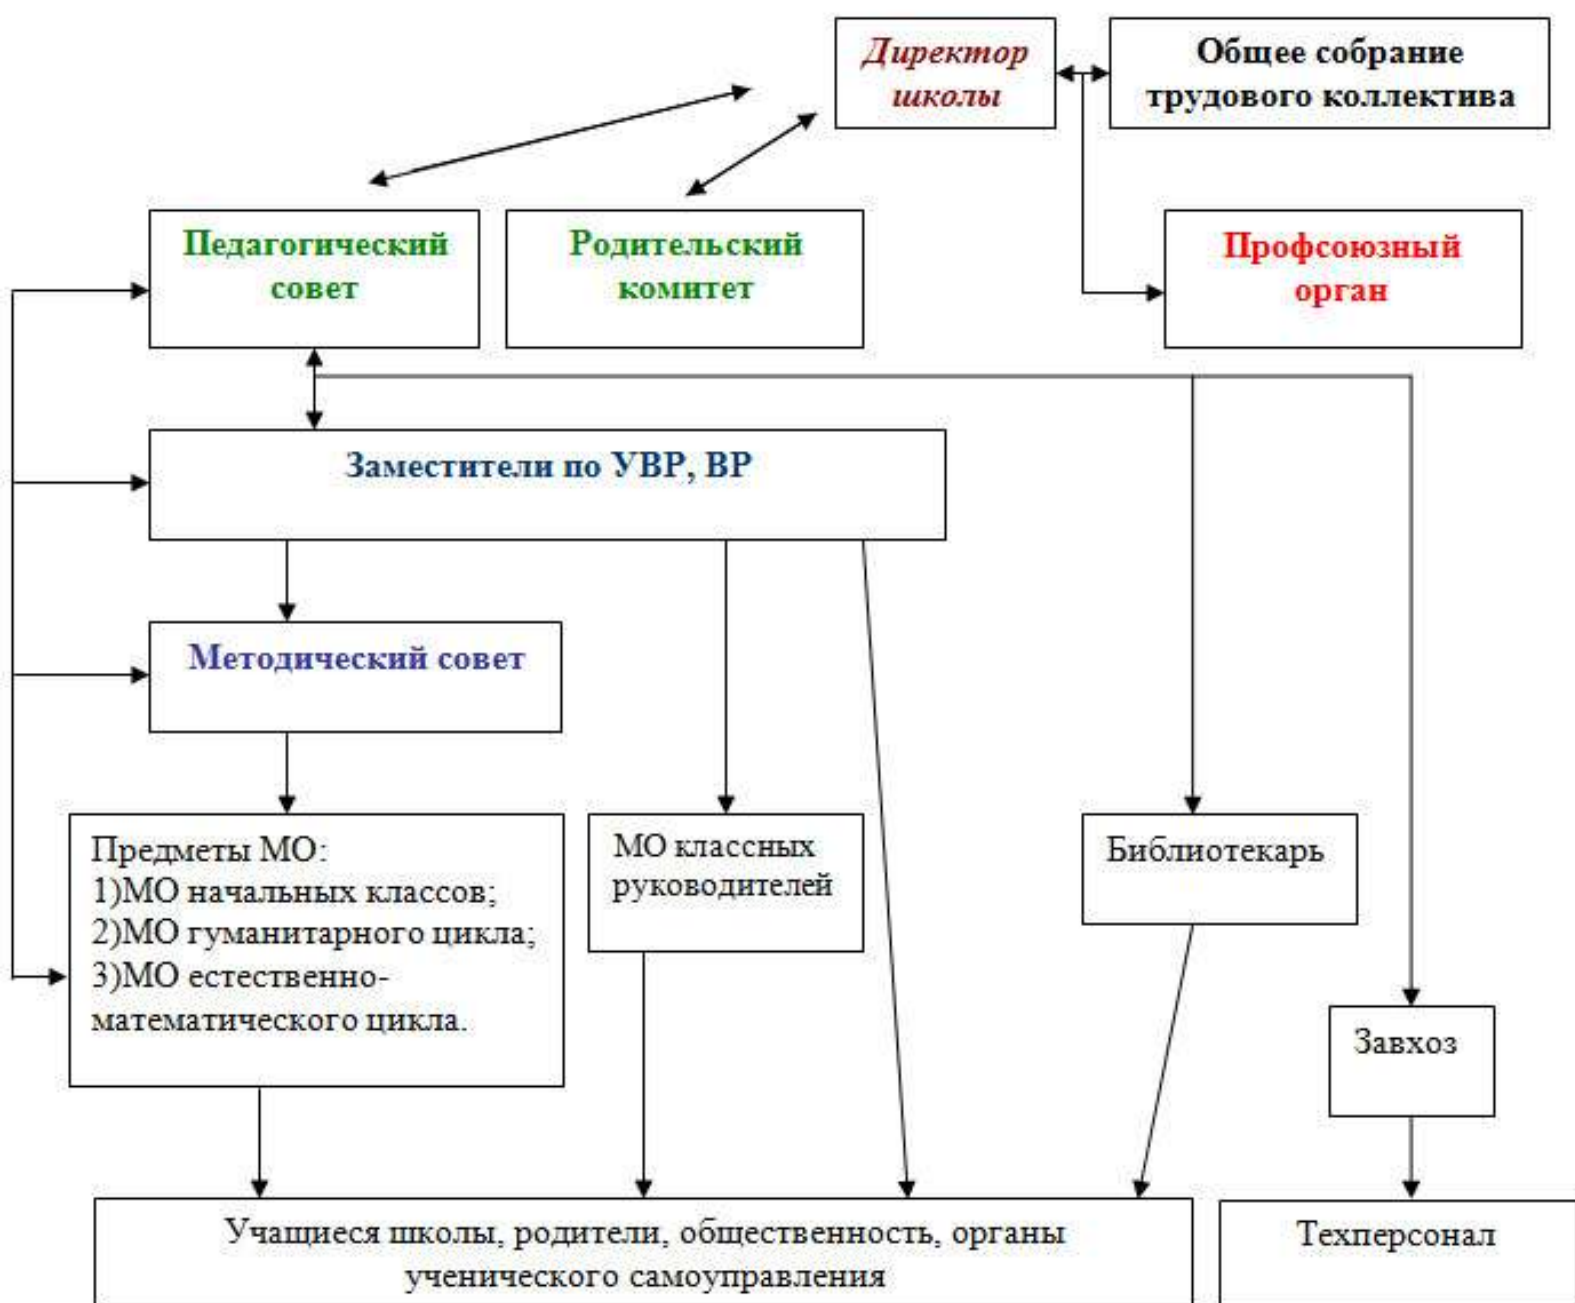 Директор
школы
Общее собрание
трудового коллектива
Педагогический
совет
Родительский
комитет
Профсоюзный
орган
Заместители по УВР, ВР
Методический совет
Предметы МО:
1)МО начальных классов;
2)МО гуманитарного цикла;
3)МО естественно-
математического цикла.
МО классных
руководителей
Библиотекарь
Завхоз
Учащиеся школы, родители, общественность, органы
ученического самоуправления
Техперсонал